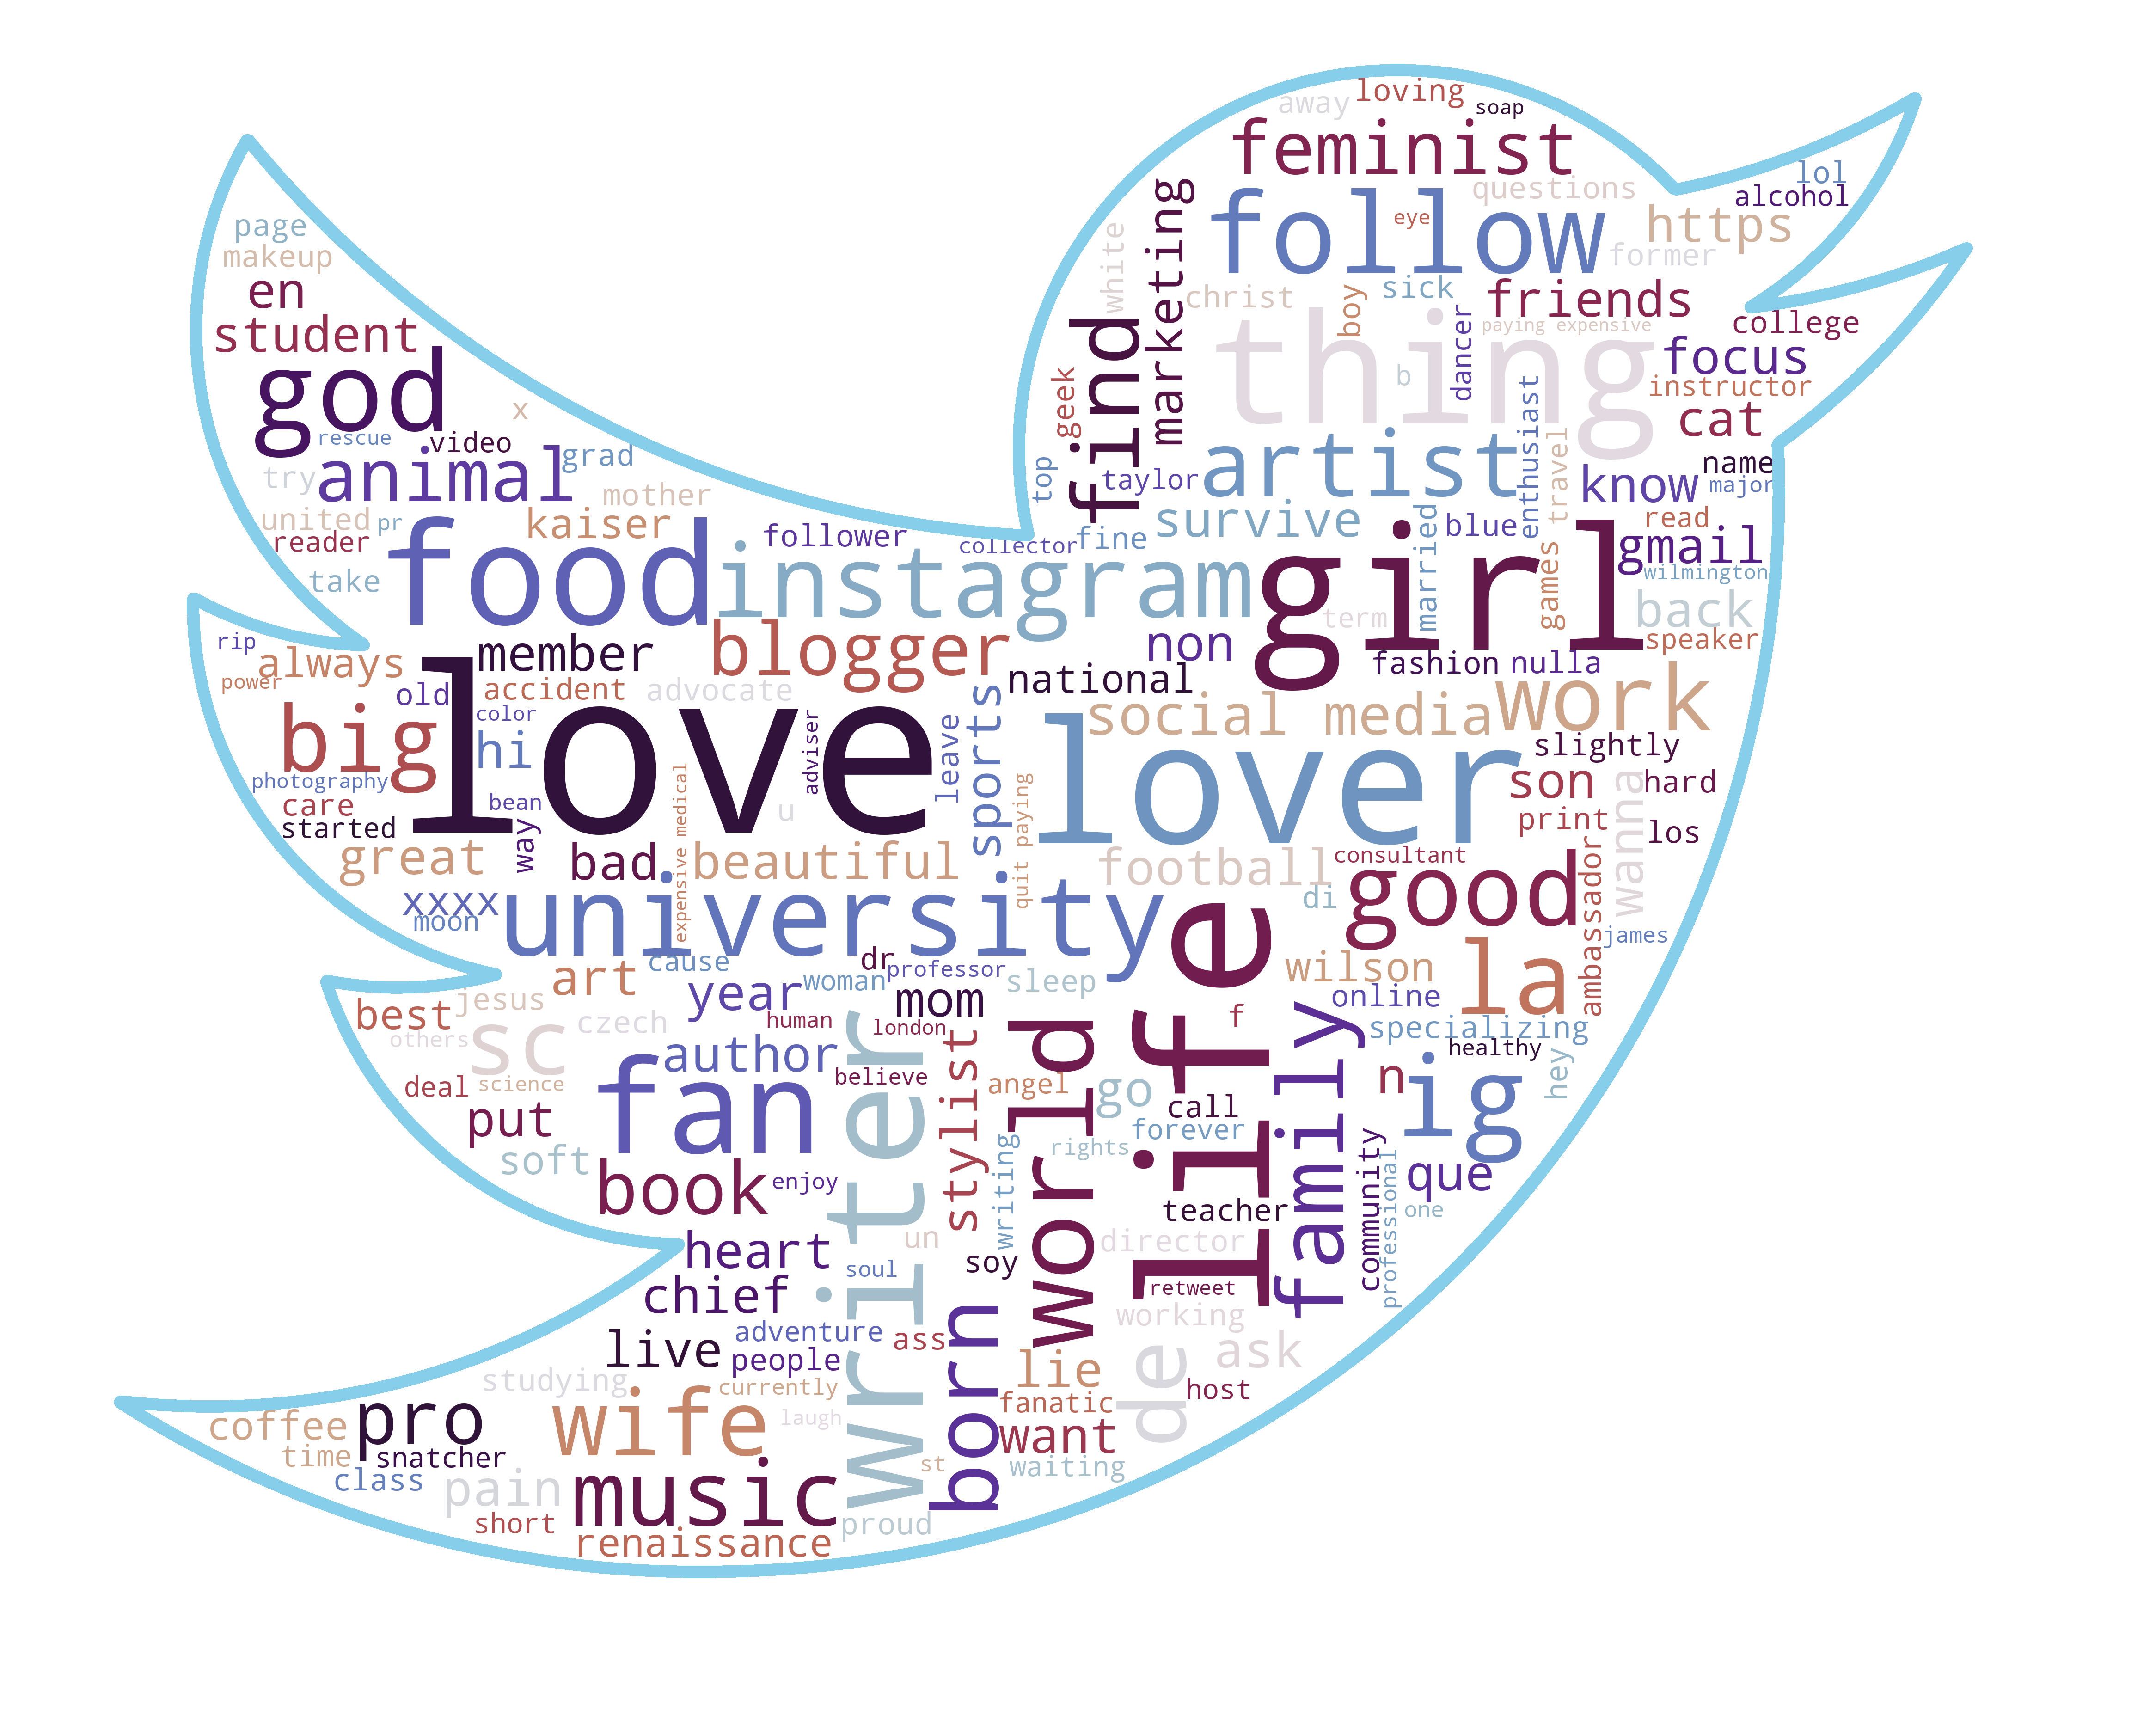 away
loving
soap
feminist
questions
lol
alcohol
page
makeup
en
student
god
x
rescue
video
grad
try
animal
mother
united
pr
kaiser
reader
take
food
instagram
follower
collector
fine
white
marketing
follow
eye
https
former
christ
boy
sick
friends
find
thing
paying expensive
college
dancer
b
focus
geek
instructor
cat
top
taylor
artist
enthusiast
travel
know
name
major
survive
married
blue
read
gmail
girl
games
wilmington
term
back
speaker
non
fashion
nulla
rip
always
power
member
blogger
old
accident
advocate
national
social media
work
big
color
hi
love
adviser
leave
sports
lover
slightly
photography
bean
care
started
way
u
expensive medical
quit paying
son
wanna
hard
print
los
great
bad
beautiful
football
consultant
good
ambassador
di
xxxx
moon
university
life
james
art
cause
dr
professor
woman
sleep
wilson
la
best
jesus
year
mom
online
sc
czech
human
london
f
specializing
others
author
healthy
deal
science
fan
believe
stylist
angel
world
go
family
n
ig
hey
put
writer
call
forever
soft
writing
rights
community
professional
que
book
enjoy
teacher
one
heart
un
soy
director
chief
soul
retweet
live
adventure
people
ass
born
working
de
ask
lie
studying
currently
fanatic
host
coffee
pro
wife
laugh
want
time
snatcher
class
pain
music
st
waiting
short
proud
renaissance